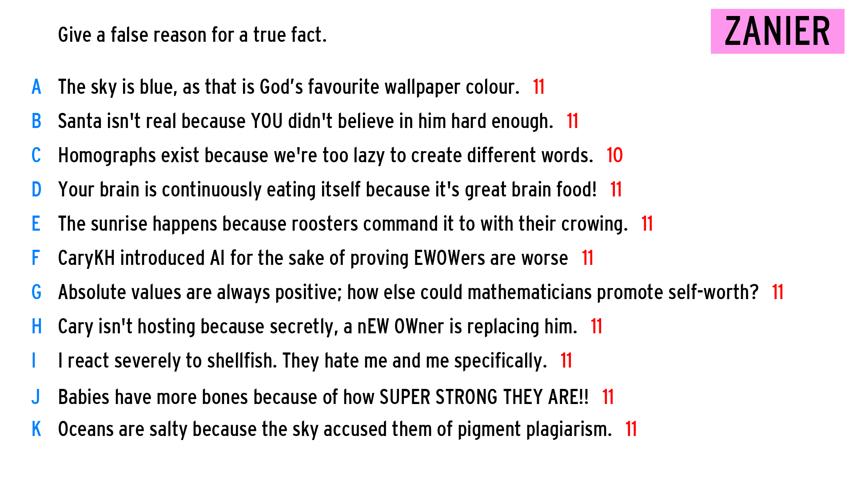 Give a false reason for a true fact.
ZANIER
A The sky is blue, as that is God's favourite wallpaper colour. 11
B Santa isn't real because YOU didn't believe in him hard enough. 11
C Homographs exist because we're too lazy to create different words. 10
D Your brain is continuously eating itself because it's great brain food! 11
E The sunrise happens because roosters command it to with their crowing. 11
F CaryKH introduced AI for the sake of proving EWOWers are worse 11
G Absolute values are always positive; how else could mathematicians promote self-worth? 11
H Cary isn't hosting because secretly, a nEW OWner is replacing him. 11
I I react severely to shellfish. They hate me and me specifically. 11
J Babies have more bones because of how SUPER STRONG THEY ARE!! 11
K Oceans are salty because the sky accused them of pigment plagiarism. 11